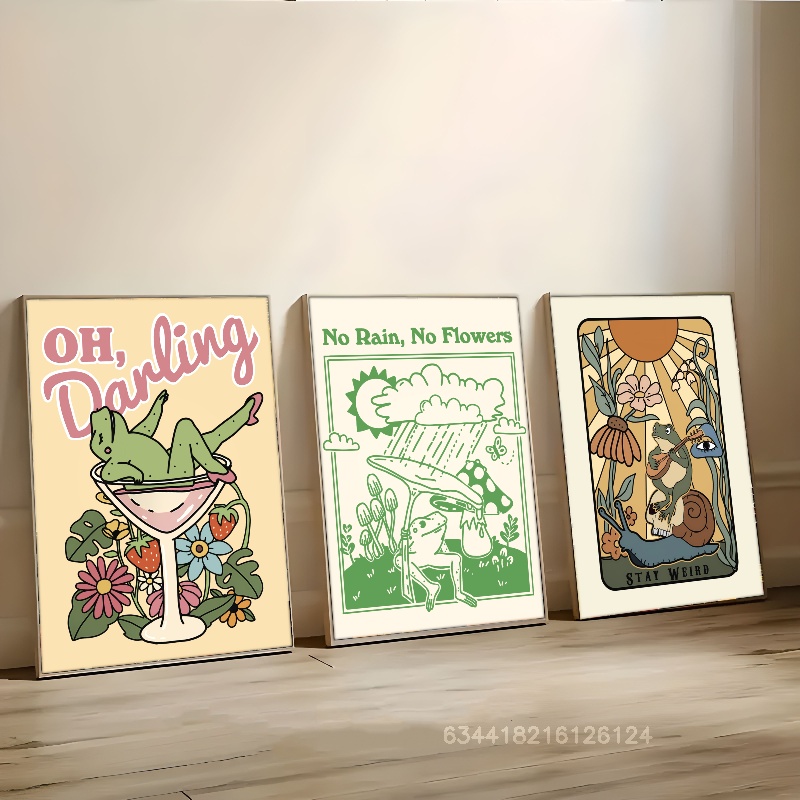 OH,
Darling
No Rain, No Flowers
STAY WEIRD
634418216126124